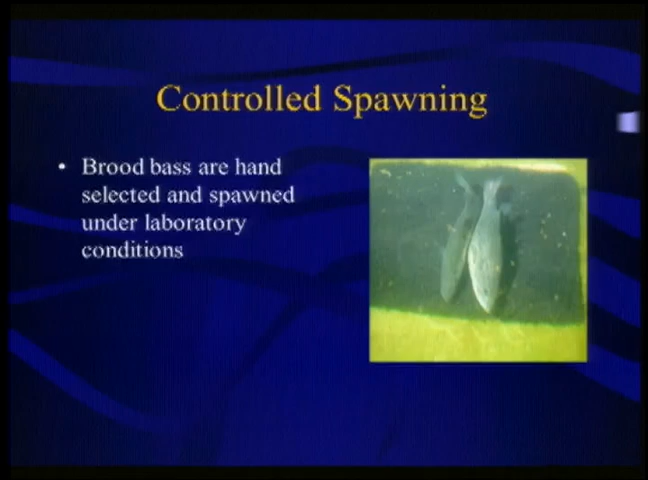 Controlled Spawning
• Brood bass are hand
selected and spawned
under laboratory
conditions